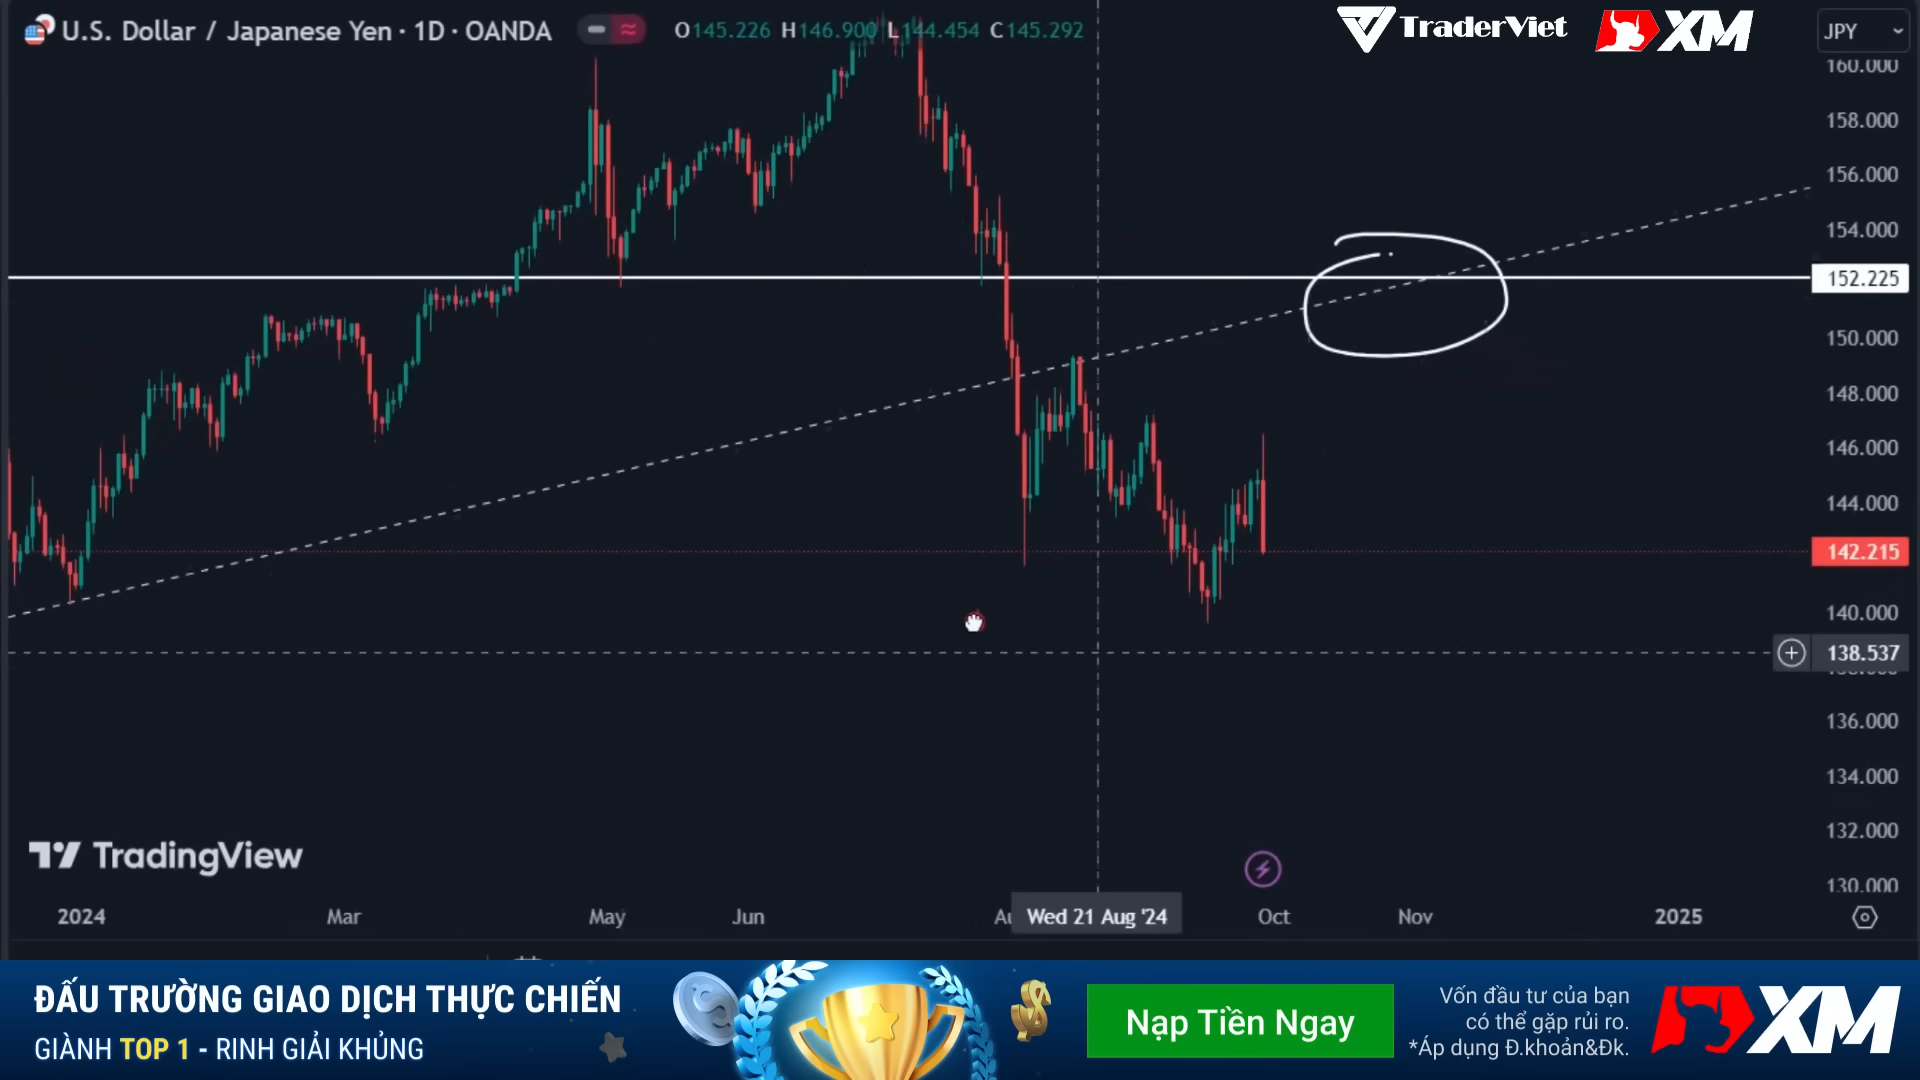 U.S. Dollar / Japanese Yen · 1D · OANDA
O145.226 H146.900 L144.454 C145.292
TraderViet
XM
JPY
160.000
158.000
156.000
154.000
152.225
150.000
148.000
146.000
144.000
142.215
140.000
138.537
136.000
134.000
132.000
130.000
TradingView
2024
Mar
May
Jun
Wed 21 Aug '24
Oct
Nov
2025
ĐẤU TRƯỜNG GIAO DỊCH THỰC CHIẾN
GIÀNH TOP 1 - RINH GIẢI KHỦNG
Nạp Tiền Ngay
Vốn đầu tư của bạn
có thể gặp rủi ro.
*Áp dụng Đ.khoản&Đk.
XM